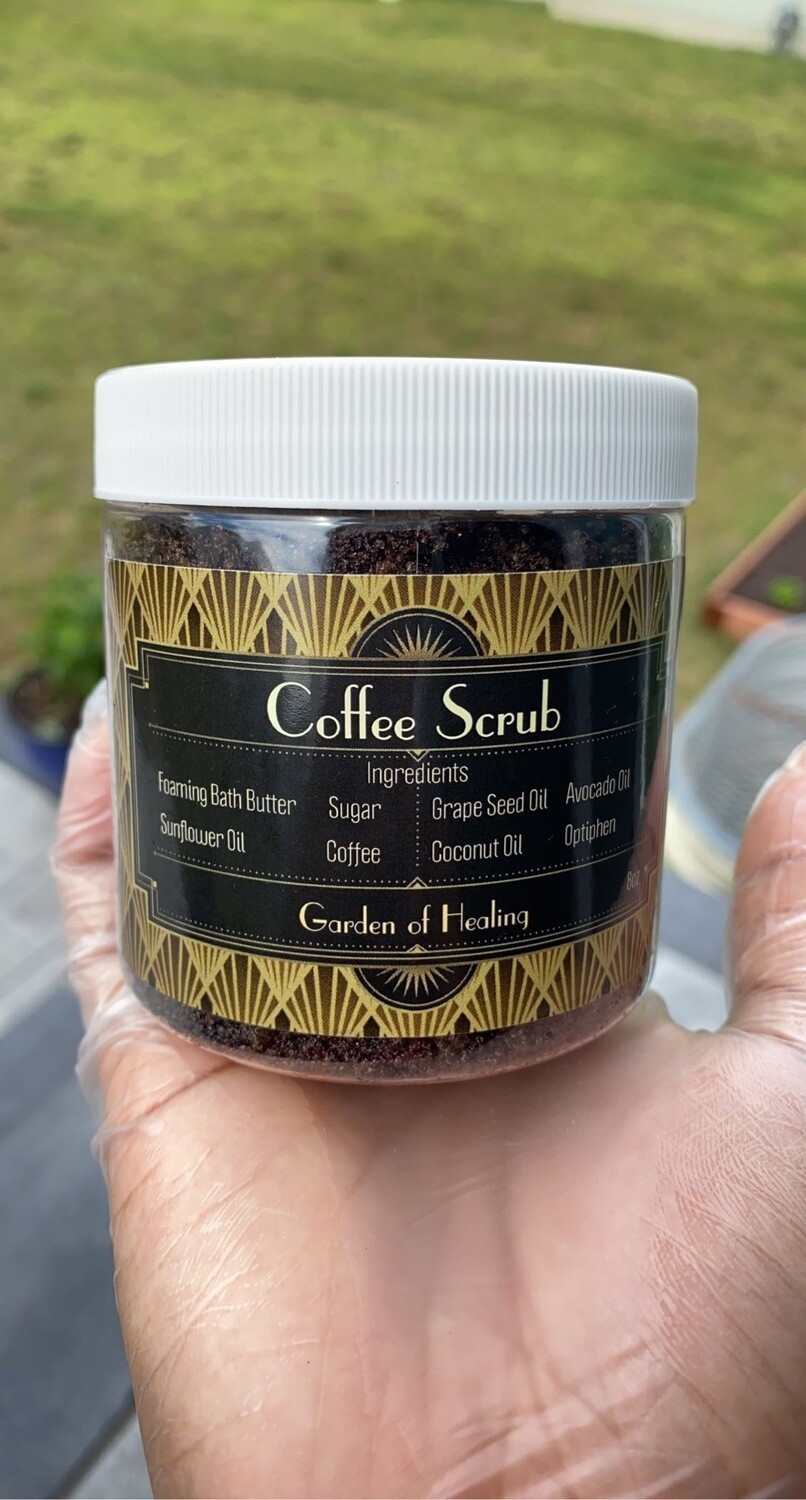 Coffee Scrub
Ingredients
Foaming Bath Butter Sugar Grape Seed Oil Avocado Oil
Sunflower Oil Coffee Coconut Oil Optiphen
8oz
Garden of Healing